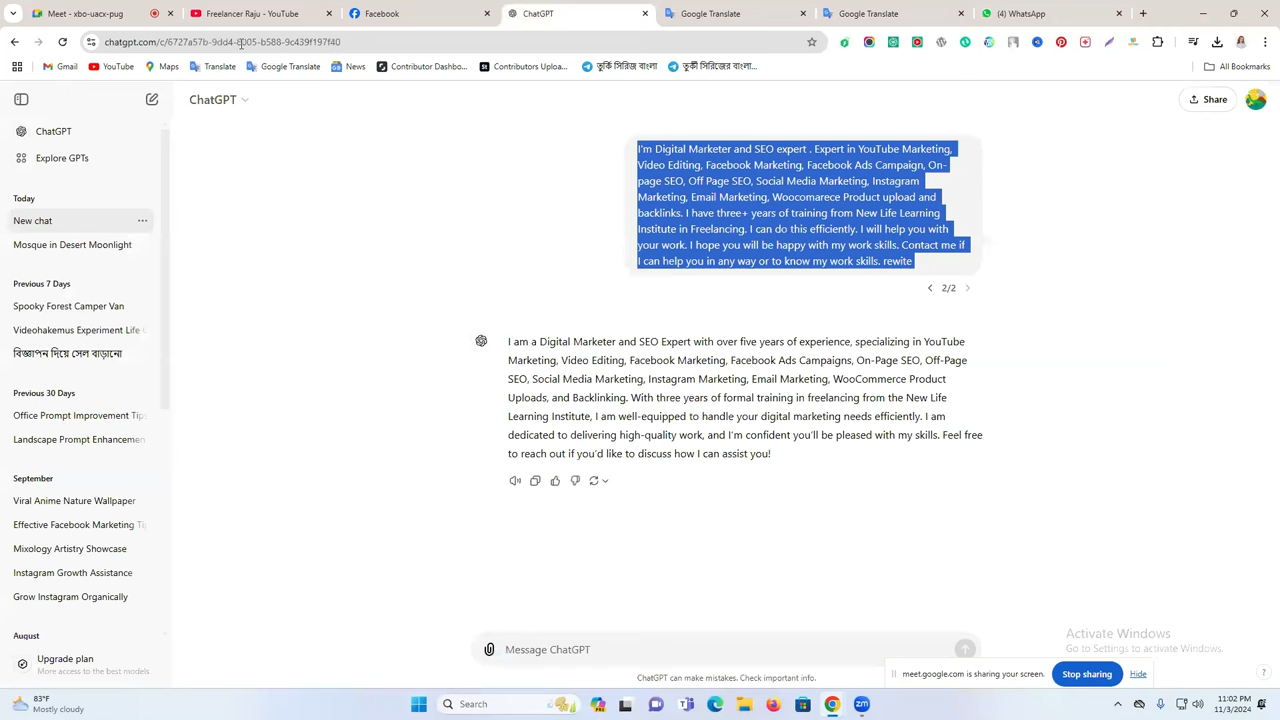 Meet - xbo-uacx-pug
Freelancer Raju - YouTube
Facebook
ChatGPT
Google Translate
Google Translate
(4) WhatsApp
chatgpt.com/c/6727a57b-9dd4-8005-b588-9c439f197f40
Gmail
YouTube
Maps
Translate
Google Translate
News
Contributor Dashbo...
Contributors Uploa...
তুর্কি সিরিজ বাংলা
তুর্কী সিরিজের বাংলা...
All Bookmarks
ChatGPT
Share
ChatGPT
Explore GPTs
Today
New chat
Mosque in Desert Moonlight
Previous 7 Days
Spooky Forest Camper Van
Videohakemus Experiment Life
বিজ্ঞাপন দিয়ে সেল বাড়ানো
Previous 30 Days
Office Prompt Improvement Tips
Landscape Prompt Enhancemen
September
Viral Anime Nature Wallpaper
Effective Facebook Marketing Tip
Mixology Artistry Showcase
Instagram Growth Assistance
Grow Instagram Organically
August
Upgrade plan
More access to the best models
I'm Digital Marketer and SEO expert . Expert in YouTube Marketing,
Video Editing, Facebook Marketing, Facebook Ads Campaign, On-
page SEO, Off Page SEO, Social Media Marketing, Instagram
Marketing, Email Marketing, Woocomarece Product upload and
backlinks. I have three+ years of training from New Life Learning
Institute in Freelancing. I can do this efficiently. I will help you with
your work. I hope you will be happy with my work skills. Contact me if
I can help you in any way or to know my work skills. rewite
2/2
I am a Digital Marketer and SEO Expert with over five years of experience, specializing in YouTube
Marketing, Video Editing, Facebook Marketing, Facebook Ads Campaigns, On-Page SEO, Off-Page
SEO, Social Media Marketing, Instagram Marketing, Email Marketing, WooCommerce Product
Uploads, and Backlinking. With three years of formal training in freelancing from the New Life
Learning Institute, I am well-equipped to handle your digital marketing needs efficiently. I am
dedicated to delivering high-quality work, and I'm confident you'll be pleased with my skills. Feel free
to reach out if you'd like to discuss how I can assist you!
Message ChatGPT
ChatGPT can make mistakes. Check important info.
Activate Windows
Go to Settings to activate Windows.
meet.google.com is sharing your screen.
Stop sharing
Hide
?
83°F
Mostly cloudy
Search
11:02 PM
11/3/2024